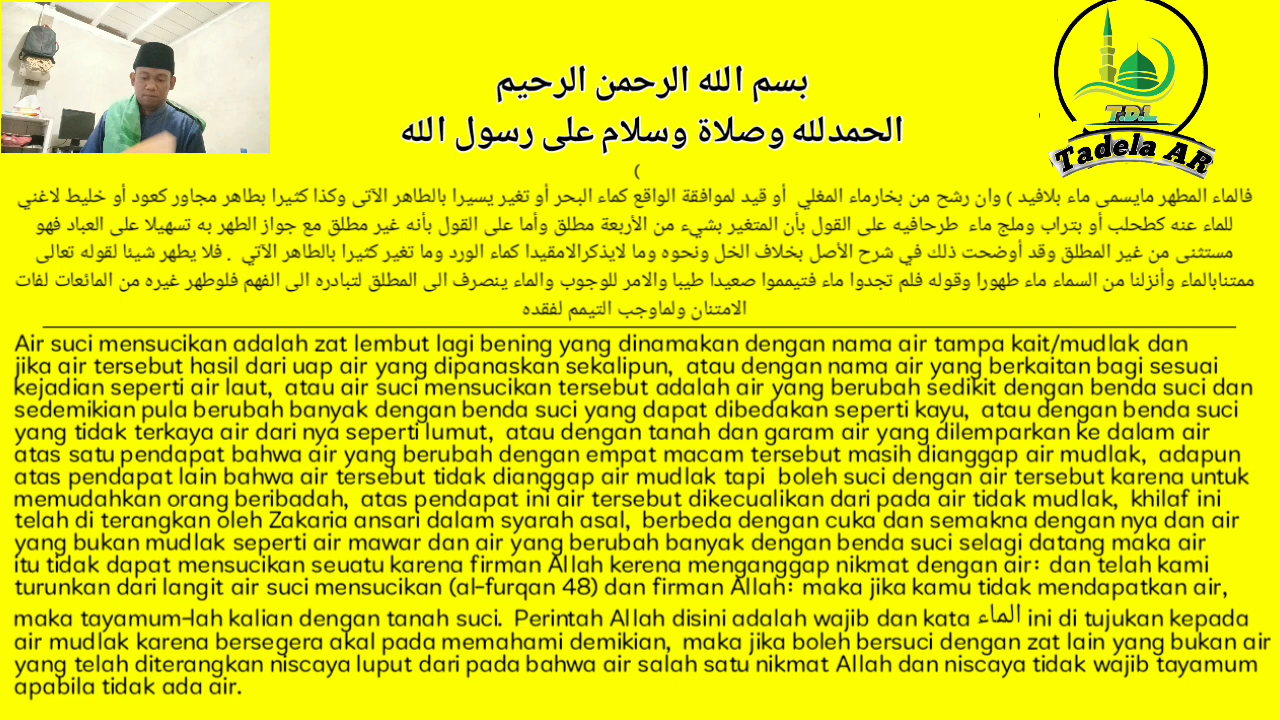 بسم الله الرحمن الرحيم
الحمدلله وصلاة وسلام على رسول الله
T.D.L
Tadela AR
(
فالماء المطهر مايسمى ماء بلافيد ) وان رشح من بخارماء المغلي أو قيد لموافقة الواقع كماء البحر أو تغير يسيرا بالطاهر الآتى وكذا كثيرا بطاهر مجاور كعود أو خليط لاغني
للماء عنه كطحلب أو بتراب وملح ماء طرحافيه على القول بأن المتغير بشيء من الأربعة مطلق وأما على القول بأنه غير مطلق مع جواز الطهر به تسهيلا على العباد فهو
مستثنى من غير المطلق وقد أوضحت ذلك في شرح الأصل بخلاف الخل ونحوه وما لايذكرالامقيدا كماء الورد وما تغير كثيرا بالطاهر الآتي . فلا يطهر شيئا لقوله تعالى
ممتنابالماء وأنزلنا من السماء ماء طهورا وقوله فلم تجدوا ماء فتيمموا صعيدا طيبا والامر للوجوب والماء ينصرف الى المطلق لتبادره الى الفهم فلوطهر غيره من المائعات لفات
الامتنان ولماوجب التيمم لفقده
Air suci mensucikan adalah zat lembut lagi bening yang dinamakan dengan nama air tampa kait/mudlak dan
jika air tersebut hasil dari uap air yang dipanaskan sekalipun, atau dengan nama air yang berkaitan bagi sesuai
kejadian seperti air laut, atau air suci mensucikan tersebut adalah air yang berubah sedikit dengan benda suci dan
sedemikian pula berubah banyak dengan benda suci yang dapat dibedakan seperti kayu, atau dengan benda suci
yang tidak terkaya air dari nya seperti lumut, atau dengan tanah dan garam air yang dilemparkan ke dalam air
atas satu pendapat bahwa air yang berubah dengan empat macam tersebut masih dianggap air mudlak, adapun
atas pendapat lain bahwa air tersebut tidak dianggap air mudlak tapi boleh suci dengan air tersebut karena untuk
memudahkan orang beribadah, atas pendapat ini air tersebut dikecualikan dari pada air tidak mudlak, khilaf ini
telah di terangkan oleh Zakaria ansari dalam syarah asal, berbeda dengan cuka dan semakna dengan nya dan air
yang bukan mudlak seperti air mawar dan air yang berubah banyak dengan benda suci selagi datang maka air
itu tidak dapat mensucikan seuatu karena firman Allah kerena menganggap nikmat dengan air: dan telah kami
turunkan dari langit air suci mensucikan (al-furqan 48) dan firman Allah: maka jika kamu tidak mendapatkan air,
maka tayamum-lah kalian dengan tanah suci. Perintah Allah disini adalah wajib dan kata الماء ini di tujukan kepada
air mudlak karena bersegera akal pada memahami demikian, maka jika boleh bersuci dengan zat lain yang bukan air
yang telah diterangkan niscaya luput dari pada bahwa air salah satu nikmat Allah dan niscaya tidak wajib tayamum
apabila tidak ada air.